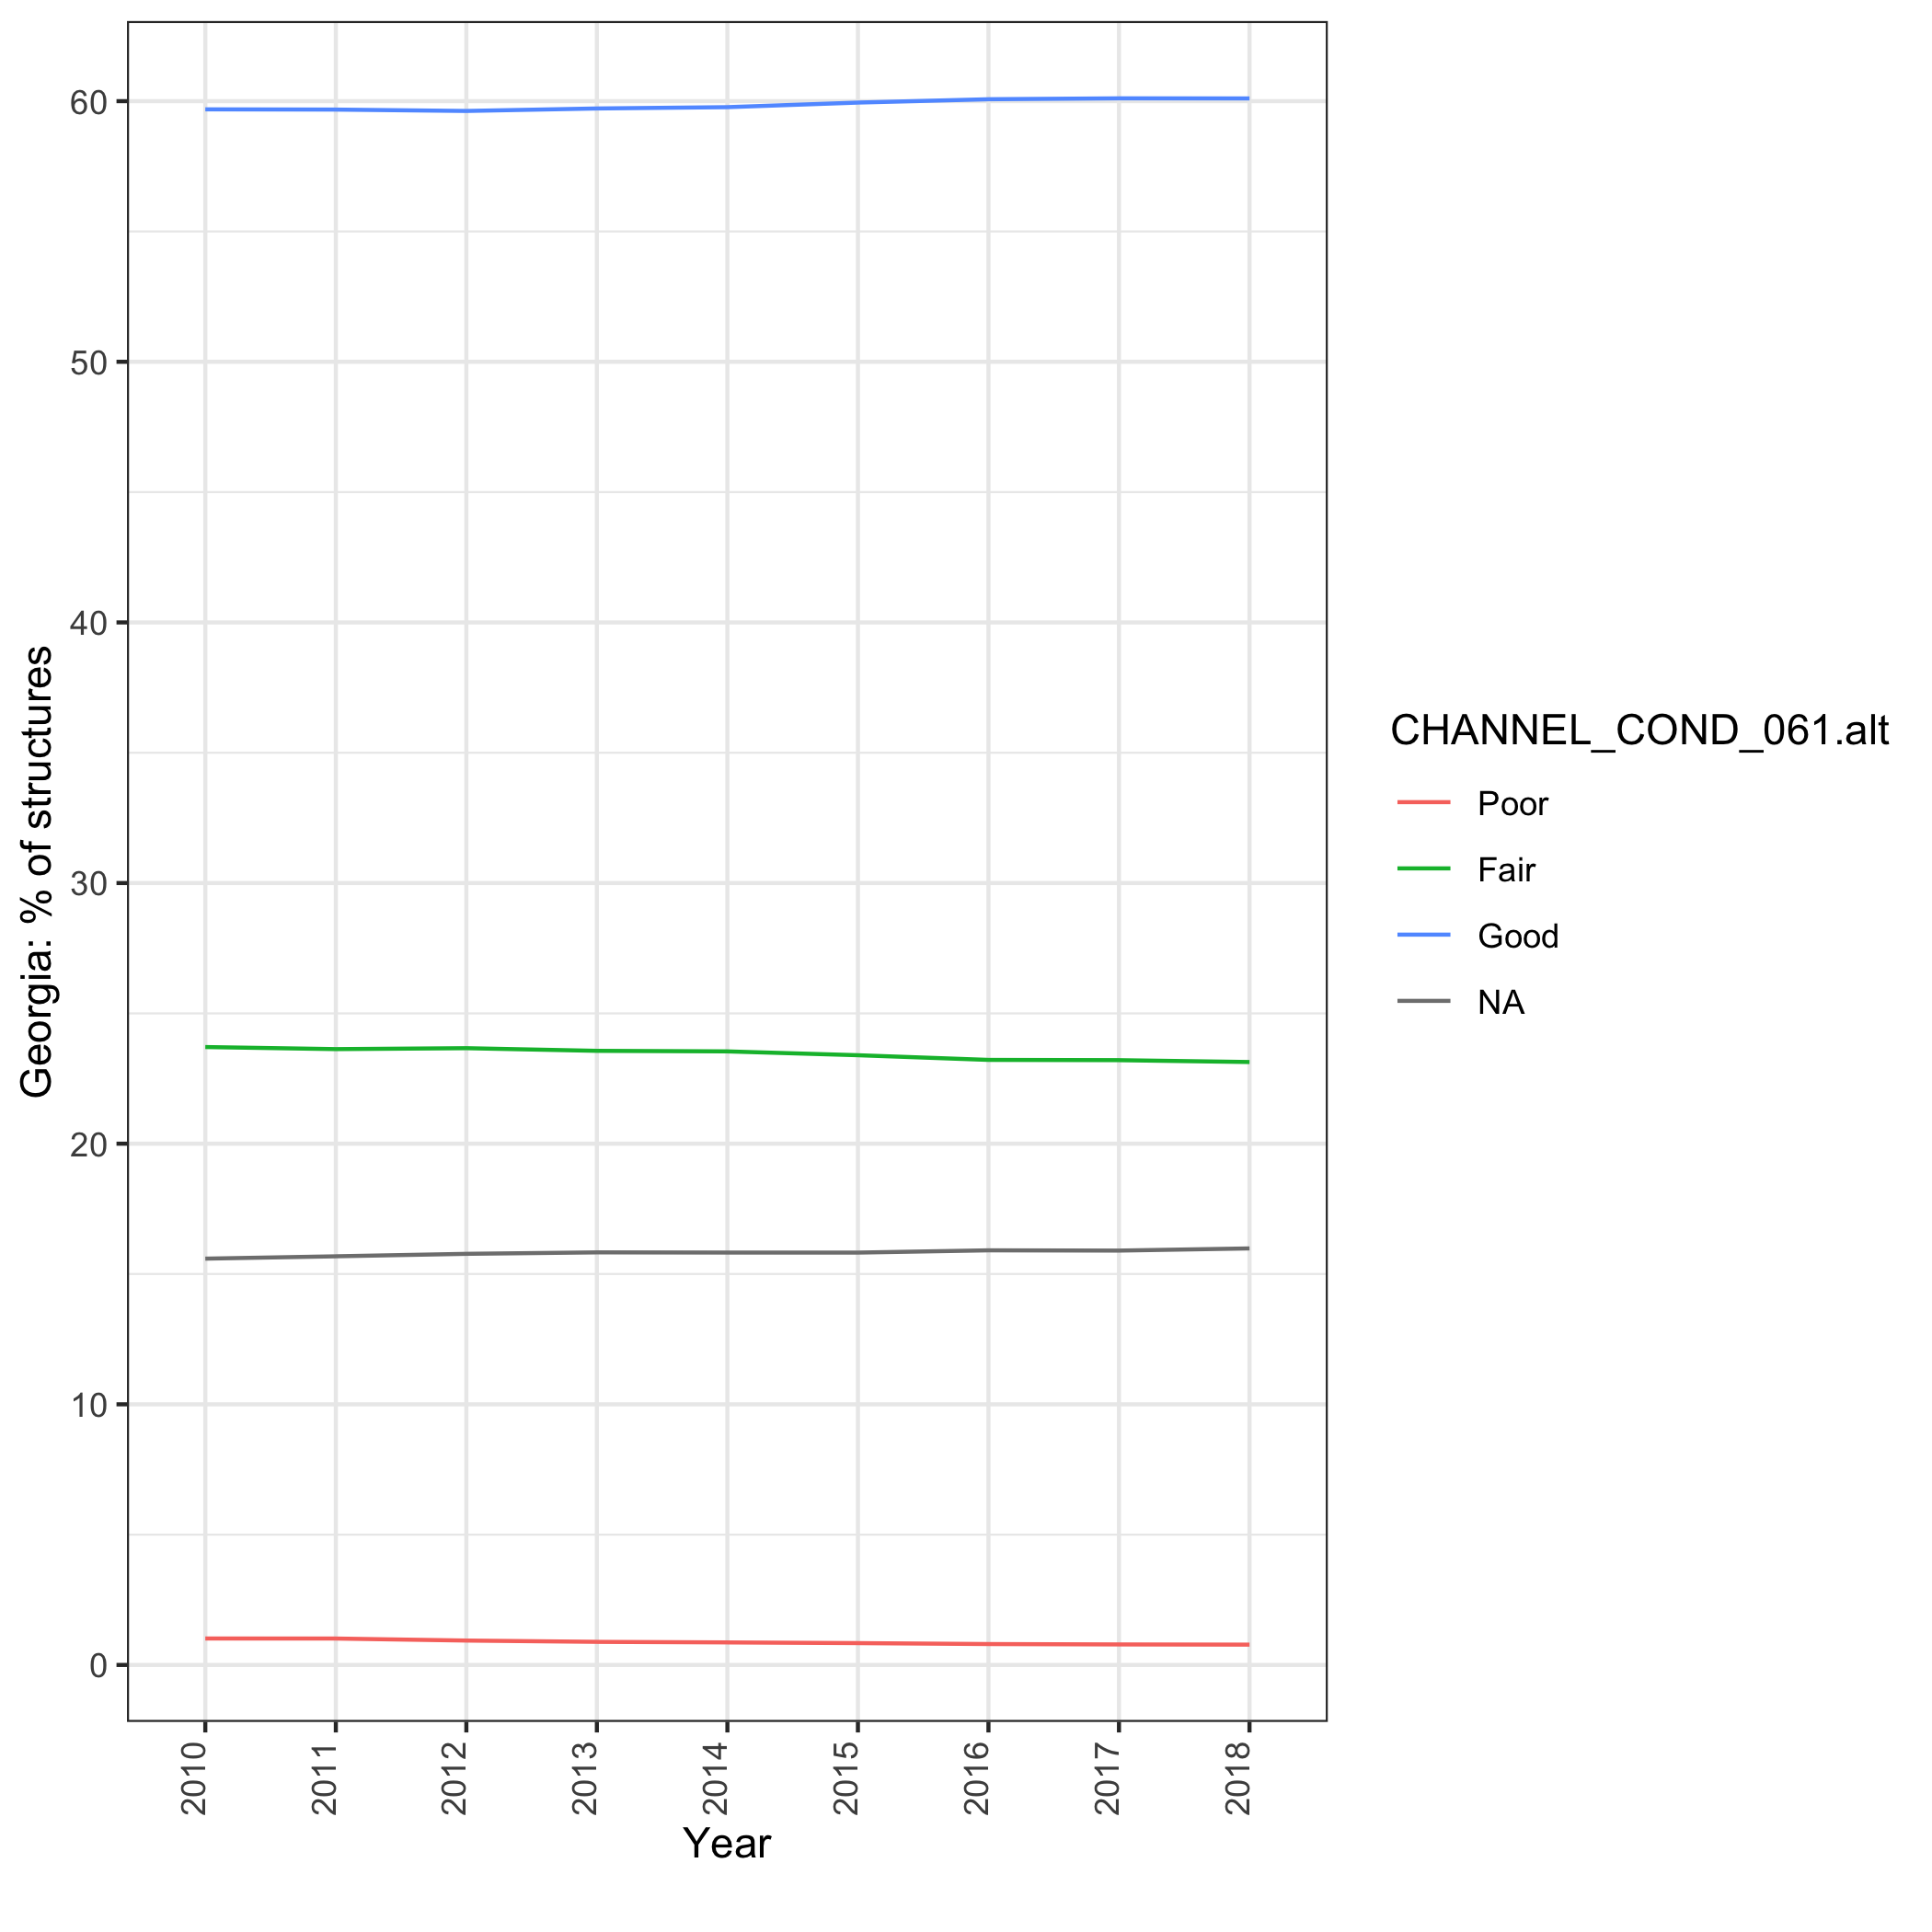 Georgia: % of structures
60
50
40
30
20
10
0
2010
2011
2012
2013
2014
2015
2016
2017
2018
Year
CHANNEL_COND_061.alt
Poor
Fair
Good
NA